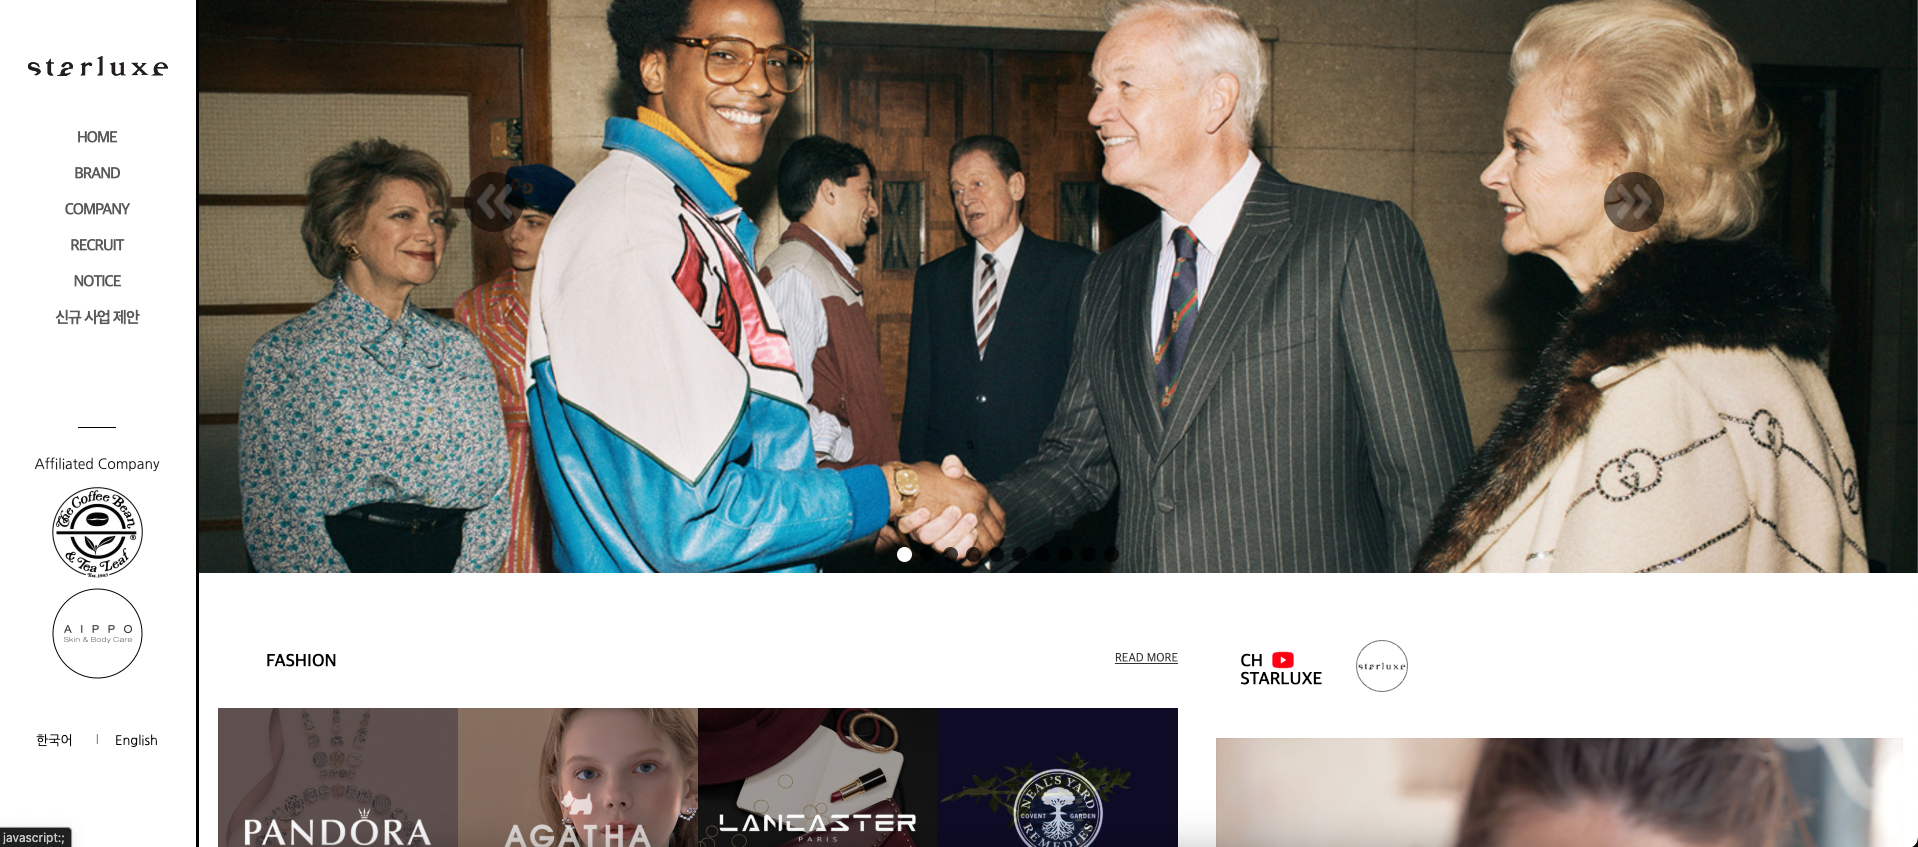 starluxe
HOME
BRAND
COMPANY
RECRUIT
NOTICE
신규 사업 제안
Affiliated Company
The Coffee Bean
& Tea Leaf
®
Est. 1963
AIPPO
Skin & Body Care
한국어 | English
javascript:;
FASHION
READ MORE
CH
STARLUXE
starluxe
PANDORA
AGATHA
LANCASTER
PARIS
NEAL'S YARD
COVENT GARDEN
REMEDIES